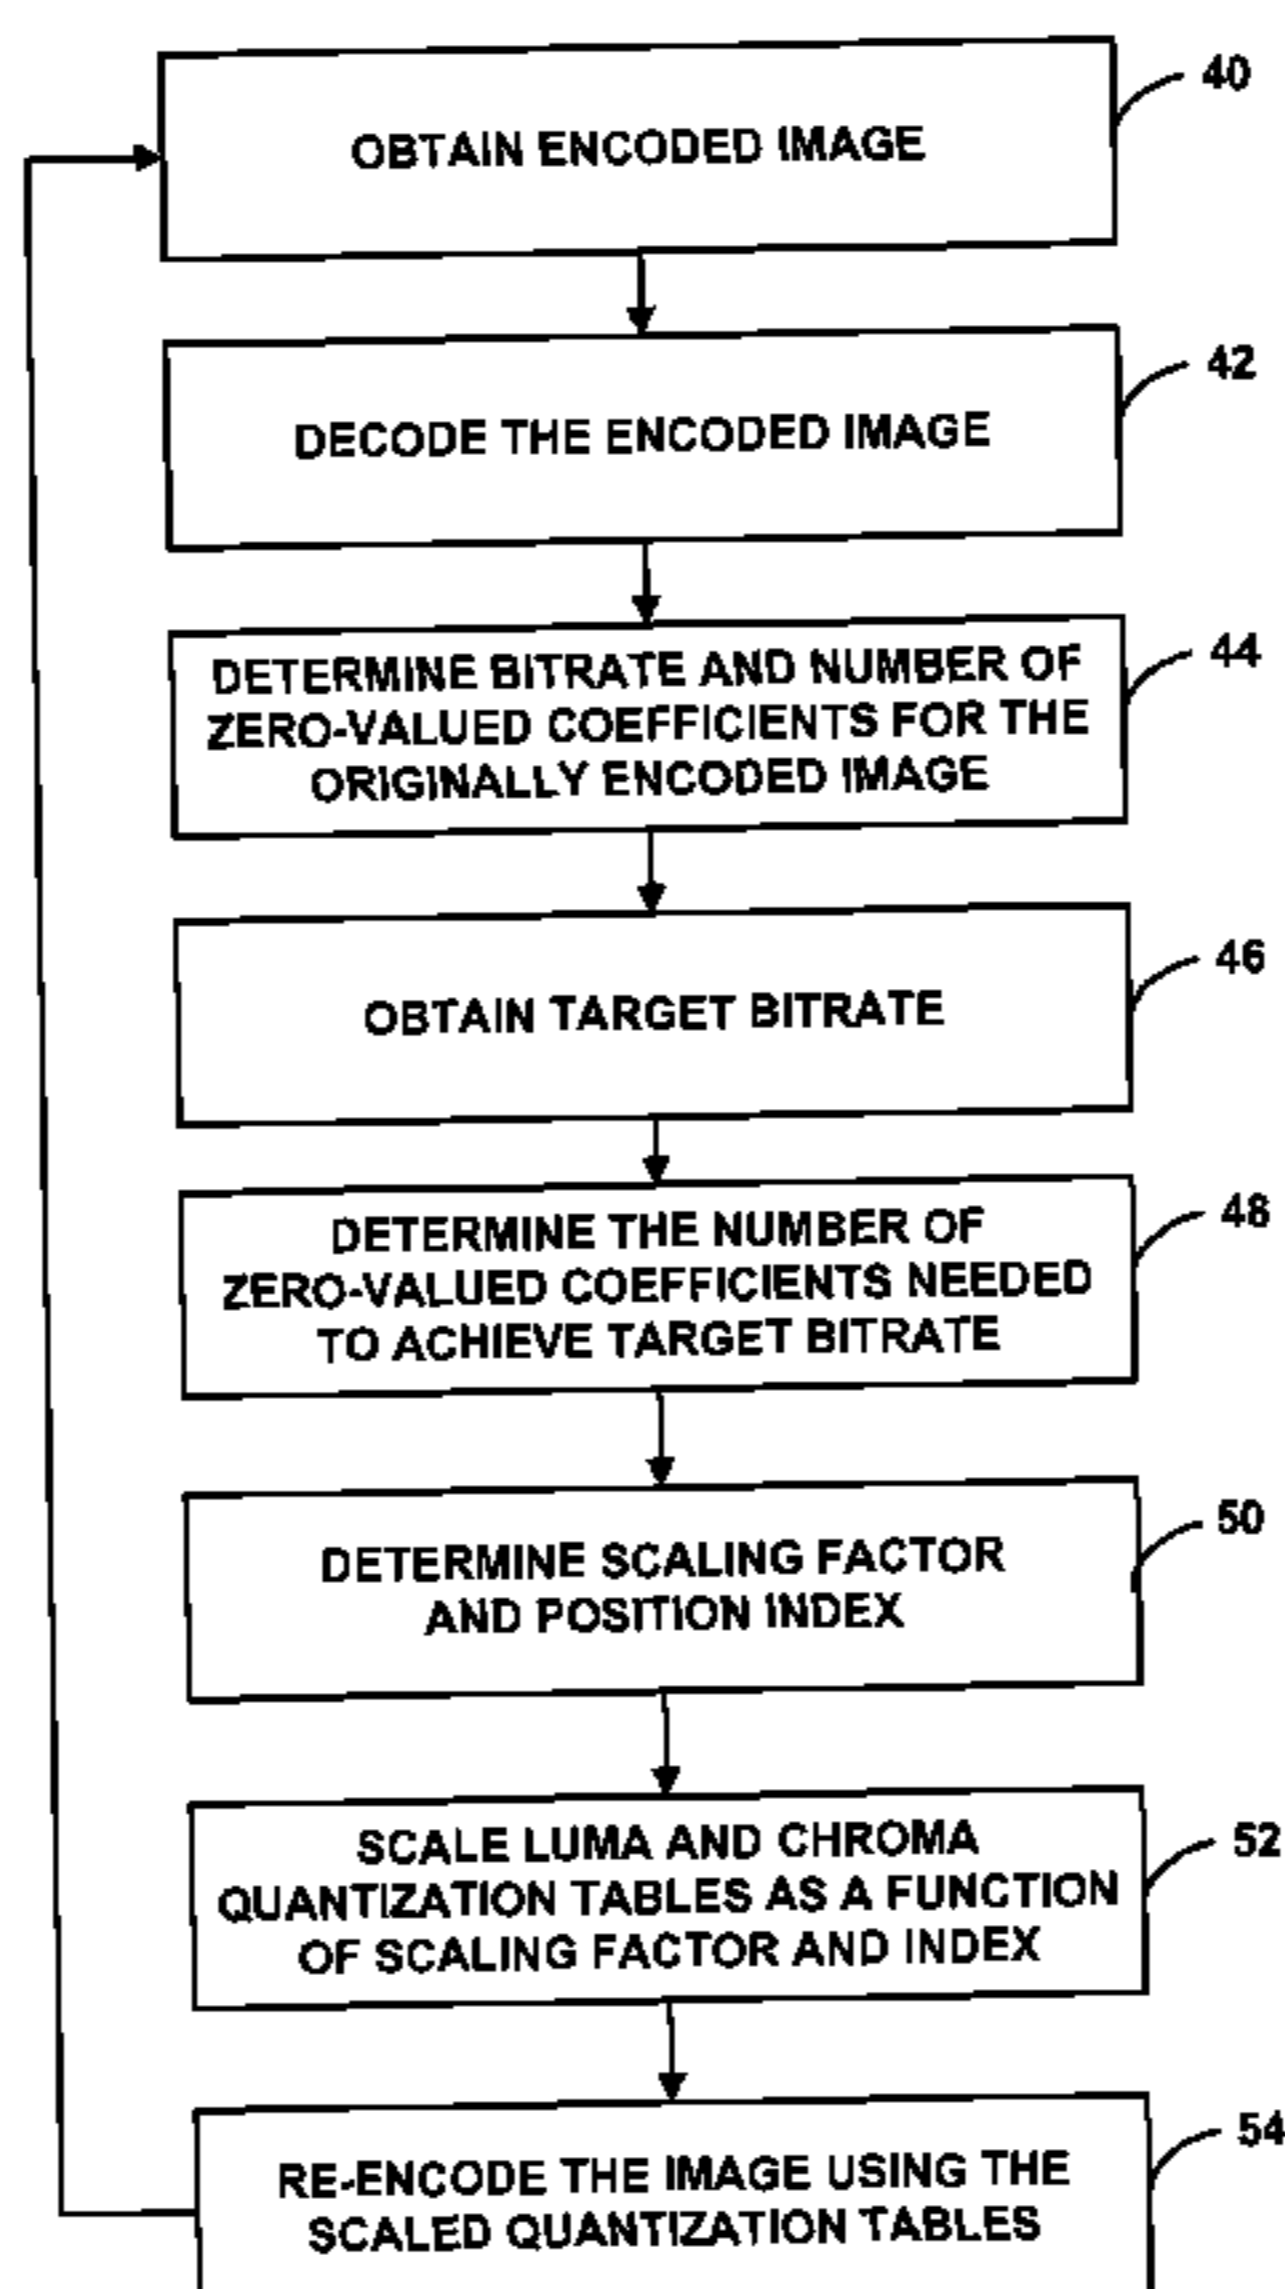 OBTAIN ENCODED IMAGE
40
DECODE THE ENCODED IMAGE
42
DETERMINE BITRATE AND NUMBER OF
ZERO-VALUED COEFFICIENTS FOR THE
ORIGINALLY ENCODED IMAGE
44
OBTAIN TARGET BITRATE
46
DETERMINE THE NUMBER OF
ZERO-VALUED COEFFICIENTS NEEDED
TO ACHIEVE TARGET BITRATE
48
DETERMINE SCALING FACTOR
AND POSITION INDEX
50
SCALE LUMA AND CHROMA
QUANTIZATION TABLES AS A FUNCTION
OF SCALING FACTOR AND INDEX
52
RE-ENCODE THE IMAGE USING THE
SCALED QUANTIZATION TABLES
54